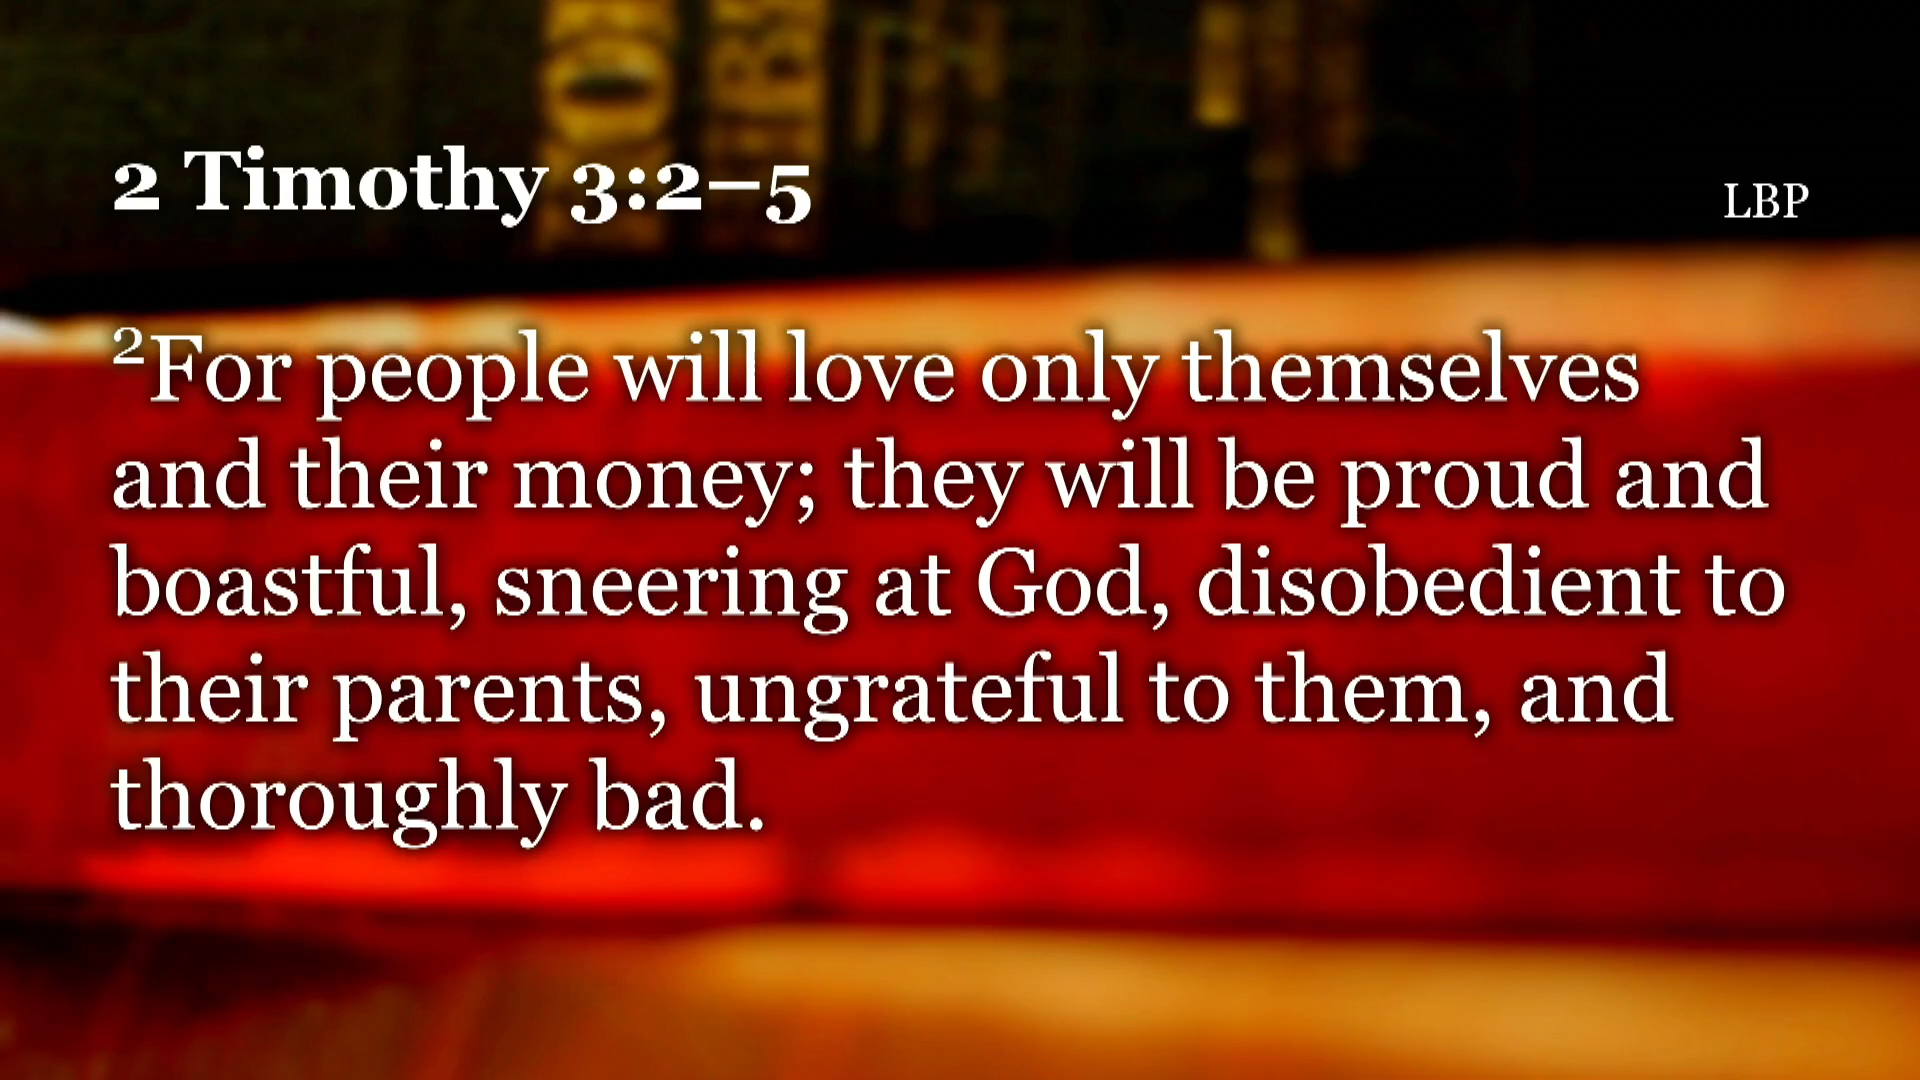 2 Timothy 3:2–5
LBP
²For people will love only themselves
and their money; they will be proud and
boastful, sneering at God, disobedient to
their parents, ungrateful to them, and
thoroughly bad.